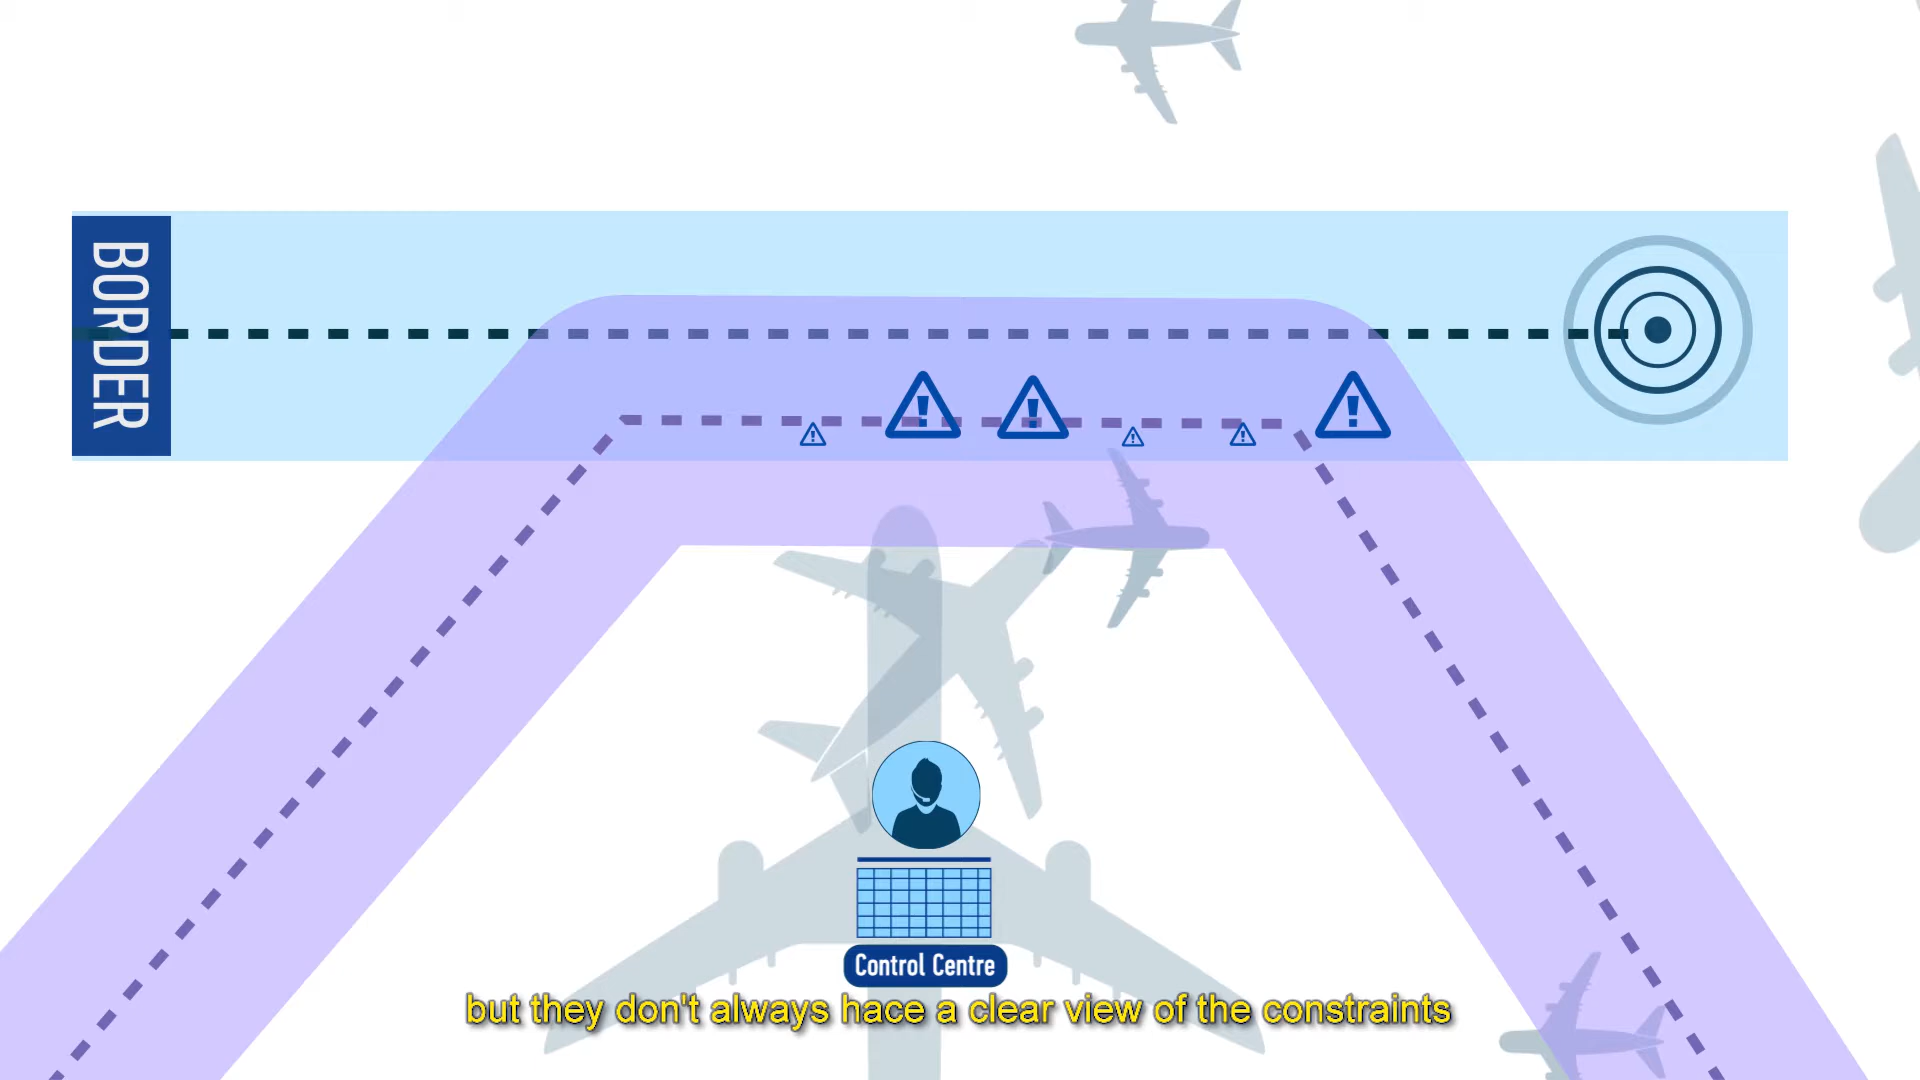 BORDER
Control Centre
but they don't always hace a clear view of the constraints